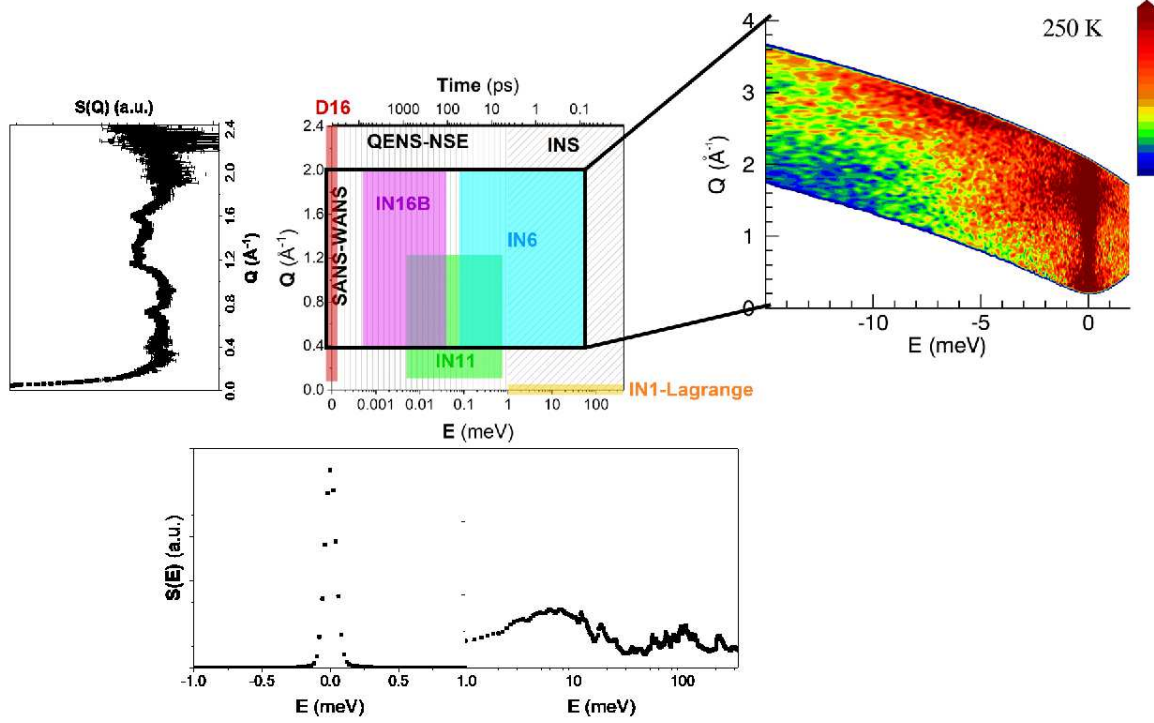 S(Q) (a.u.)
2.4
2.0
1.6
1.2
0.8
0.4
0.0
Q (Å-1)
Time (ps)
D16
1000 100 10 1 0.1
2.4
2.0
1.6
1.2
0.8
0.4
0.0
Q (Å-1)
QENS-NSE
INS
SANS-WANS
IN16B
IN6
IN11
IN1-Lagrange
0 0.001 0.01 0.1 1 10 100
E (meV)
250 K
4
3
2
1
0
Q (Å-1)
-10 -5 0
E (meV)
S(E) (a.u.)
-1.0 -0.5 0.0 0.5 1.0 10 100
E (meV) E (meV)